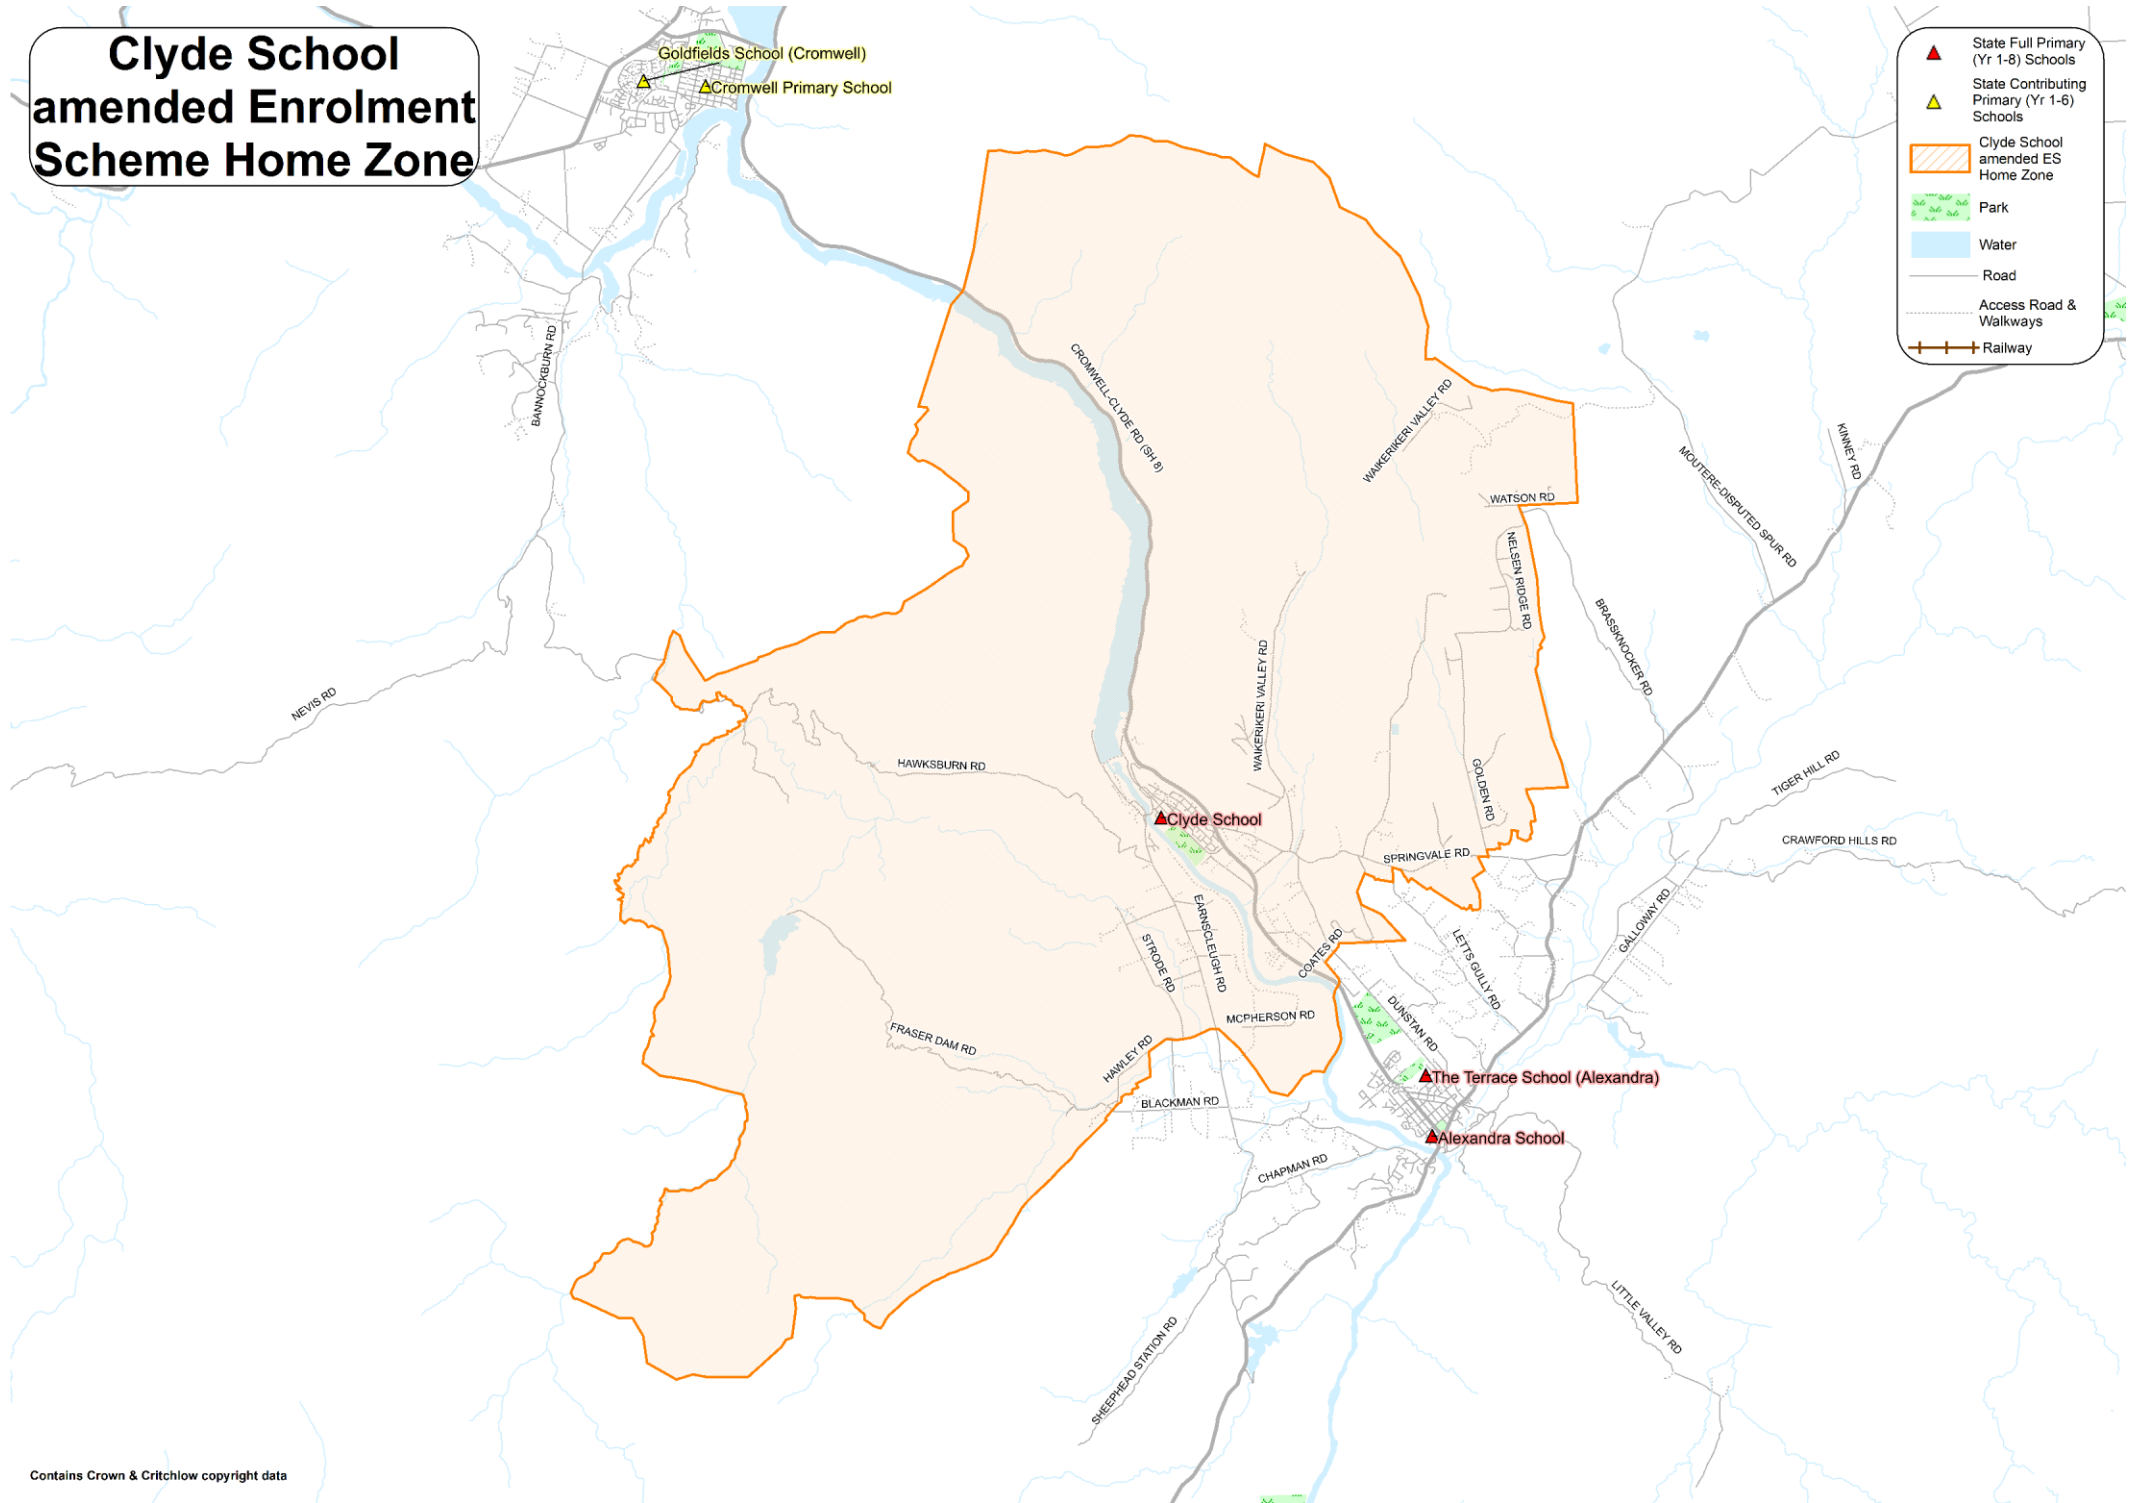 Clyde School
amended Enrolment
Scheme Home Zone
Goldfields School (Cromwell)
Cromwell Primary School
State Full Primary
(Yr 1-8) Schools
State Contributing
Primary (Yr 1-6)
Schools
Clyde School
amended ES
Home Zone
Park
Water
Road
Access Road &
Walkways
Railway
BANNOCKBURN RD
CROMWELL-CLYDE RD (SH 8)
WAIKERIKERI VALLEY RD
KINNEY RD
MOUTERE-DISPUTED SPUR RD
WATSON RD
NELSEN RIDGE RD
BRASSKNOCKER RD
NEVIS RD
WAIKERIKERI VALLEY RD
HAWKSBURN RD
GOLDEN RD
TIGER HILL RD
Clyde School
CRAWFORD HILLS RD
SPRINGVALE RD
EARNSCLEUGH RD
STRODE RD
COATES RD
LETTS GULLY RD
GALLOWAY RD
MCPHERSON RD
DUNSTAN RD
FRASER DAM RD
HAWLEY RD
The Terrace School (Alexandra)
BLACKMAN RD
Alexandra School
CHAPMAN RD
LITTLE VALLEY RD
SHEEPHEAD STATION RD
Contains Crown & Critchlow copyright data